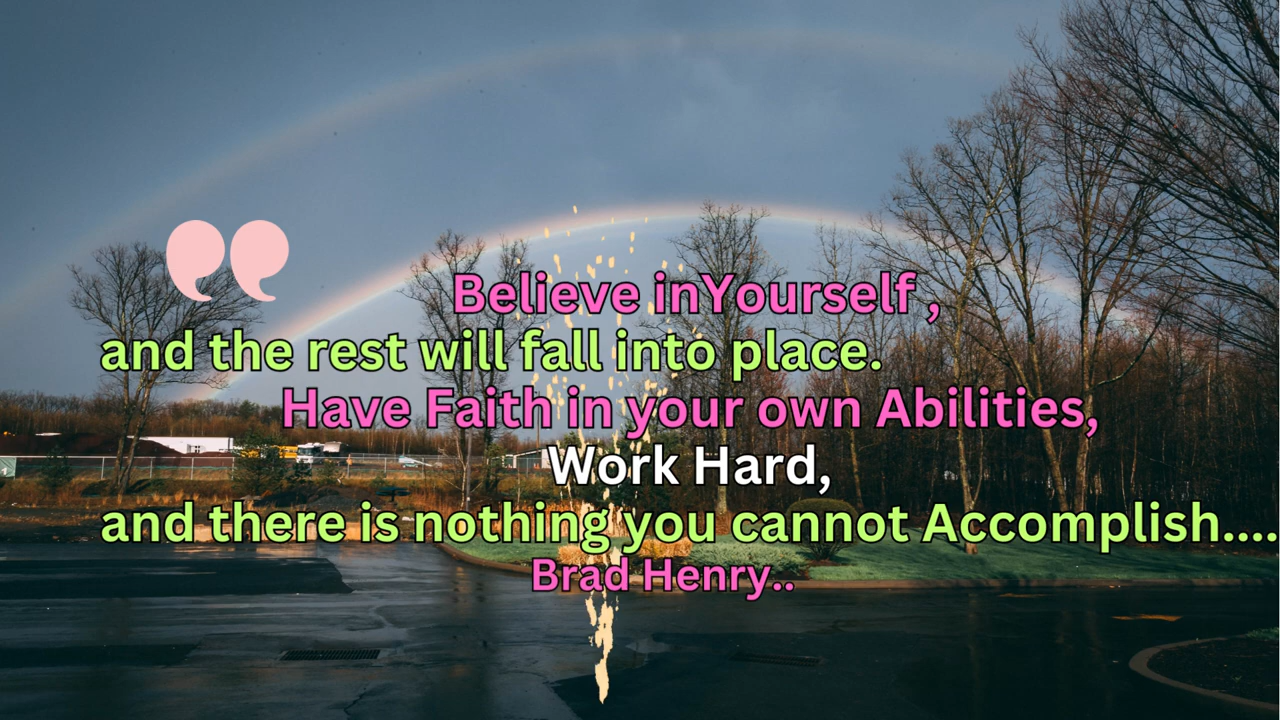 Believe inYourself ,
and the rest will fall into place.
Have Faith in your own Abilities,
Work Hard,
and there is nothing you cannot Accomplish....
Brad Henry..